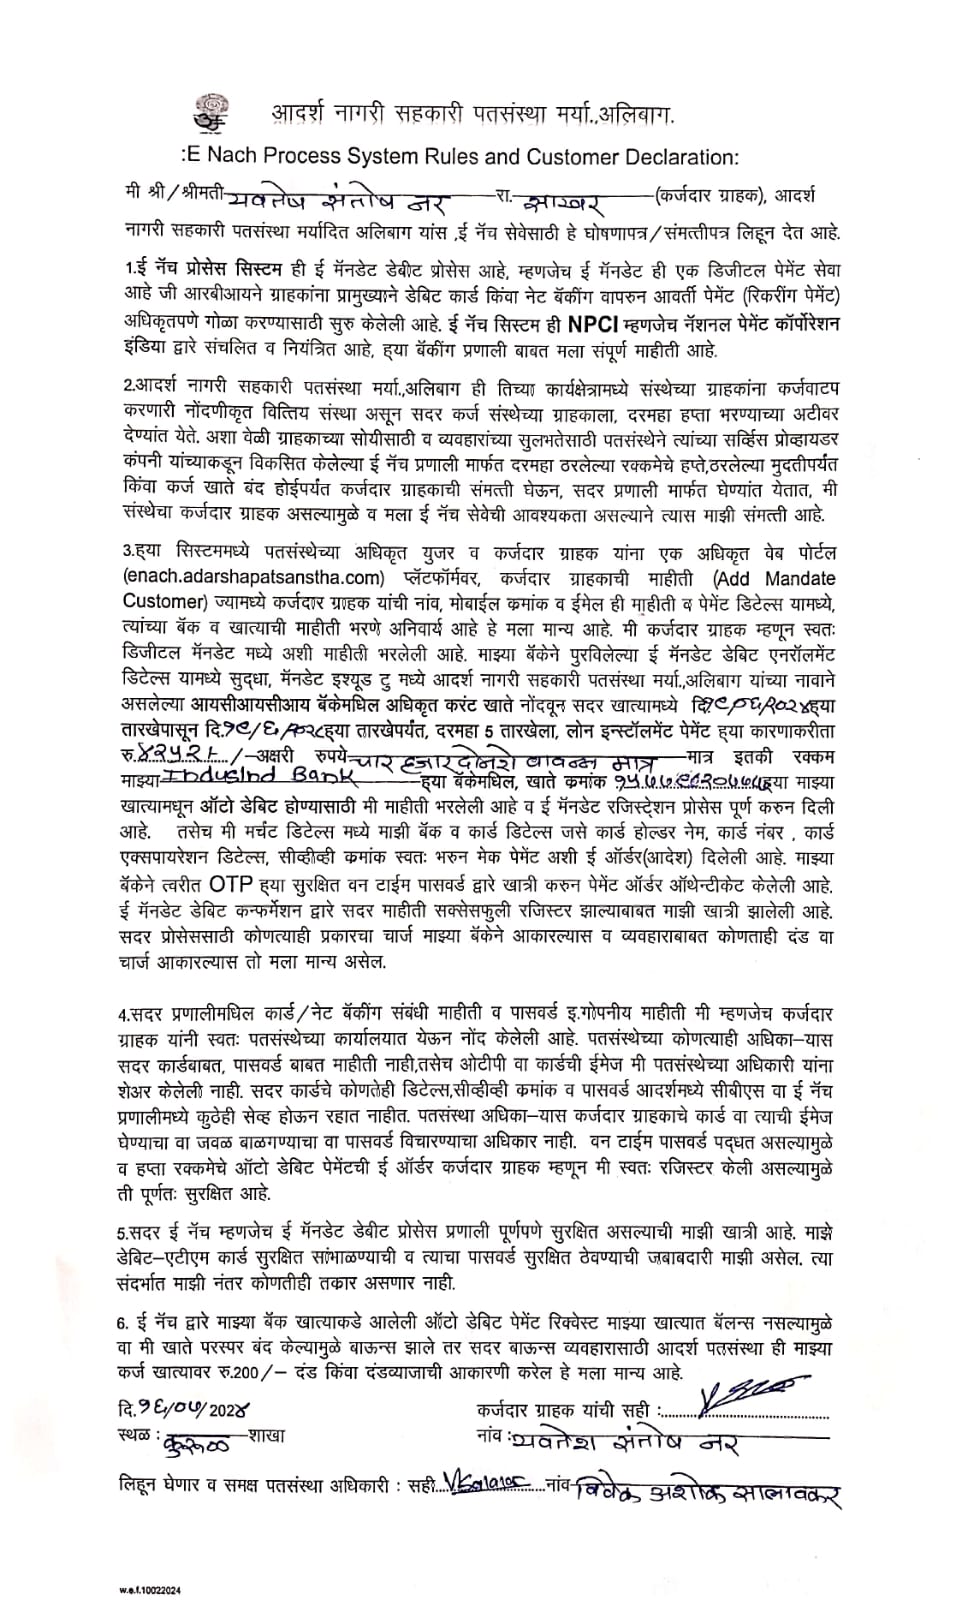 आदर्श नागरी सहकारी पतसंस्था मर्या.,अलिबाग.
:E Nach Process System Rules and Customer Declaration:
मी श्री/श्रीमती यवतेष संतोष नर रा. साखर (कर्जदार ग्राहक), आदर्श
नागरी सहकारी पतसंस्था मर्यादित अलिबाग यांस ,ई नॅच सेवेसाठी हे घोषणापत्र/संमत्तीपत्र लिहून देत आहे.
1.ई नॅच प्रोसेस सिस्टिम ही ई मॅनडेट डेबीट प्रोसेस आहे, म्हणजेच ई मॅनडेट ही एक डिजीटल पेमेंट सेवा
आहे जी आरबीआयने ग्राहकांना प्रामुख्याने डेबिट कार्ड किंवा नेट बॅकींग वापरुन आवर्ती पेमेंट (रिकरींग पेमेंट)
अधिकृतपणे गोळा करण्यासाठी सुरु केलेली आहे. ई नॅच सिस्टिम ही NPCI म्हणजेच नॅशनल पेमेंट कॉर्पोरेशन
इंडिया द्वारे संचलित व नियंत्रित आहे, ह्या बॅकींग प्रणाली बाबत मला संपूर्ण माहीती आहे.
2.आदर्श नागरी सहकारी पतसंस्था मर्या.,अलिबाग ही तिच्या कार्यक्षेत्रामध्ये संस्थेच्या ग्राहकांना कर्जवाटप
करणारी नोंदणीकृत वित्तिय संस्था असून सदर कर्ज संस्थेच्या ग्राहकाला, दरमहा हप्ता भरण्याच्या अटीवर
देण्यांत येते. अशा वेळी ग्राहकाच्या सोयीसाठी व व्यवहारांच्या सुलभतेसाठी पतसंस्थेने त्यांच्या सर्व्हिस प्रोव्हायडर
कंपनी यांच्याकडून विकसित केलेल्या ई नॅच प्रणाली मार्फत दरमहा ठरलेल्या रक्कमेचे हप्ते,ठरलेल्या मुदतीपर्यंत
किंवा कर्ज खाते बंद होईपर्यंत कर्जदार ग्राहकाची संमत्ती घेऊन, सदर प्रणाली मार्फत घेण्यांत येतात, मी
संस्थेचा कर्जदार ग्राहक असल्यामुळे व मला ई नॅच सेवेची आवश्यकता असल्याने त्यास माझी संमत्ती आहे.
3.ह्या सिस्टिममध्ये पतसंस्थेच्या अधिकृत युजर व कर्जदार ग्राहक यांना एक अधिकृत वेब पोर्टल
(enach.adarshapatsanstha.com) प्लॅटफॉर्मवर, कर्जदार ग्राहकाची माहीती (Add Mandate
Customer) ज्यामध्ये कर्जदार ग्राहक यांची नांव, मोबाईल कमांक व ईमेल ही माहीती व पेमेंट डिटेल्स यामध्ये,
त्यांच्या बॅक व खात्याची माहीती भरणे अनिवार्य आहे हे मला मान्य आहे. मी कर्जदार ग्राहक म्हणून स्वतः
डिजीटल मॅनडेट मध्ये अशी माहीती भरलेली आहे. माझ्या बॅकेने पुरविलेल्या ई मॅनडेट डेबिट एनरॉलमेंट
डिटेल्स यामध्ये सुद्धा, मॅनडेट इश्यूड टु मध्ये आदर्श नागरी सहकारी पतसंस्था मर्या.,अलिबाग यांच्या नावाने
असलेल्या आयसीआयसीआय बॅकेमधिल अधिकृत करंट खाते नोंदवून सदर खात्यामध्ये दि. ह्या
तारखेपासून दि. ह्या तारखेपर्यंत, दरमहा 5 तारखेला, लोन इन्स्टॉलमेंट पेमेंट ह्या कारणाकरीता
रु.४२५२ /-अक्षरी रुपये चार हजार दोनशे बावन्न मात्र मात्र इतकी रक्कम
माझ्या IndusInd Bank ह्या बॅकेमधिल, खाते कमांक ह्या माझ्या
खात्यामधून ऑटो डेबिट होण्यासाठी मी माहीती भरलेली आहे व ई मॅनडेट रजिस्ट्रेशन प्रोसेस पूर्ण करुन दिली
आहे. तसेच मी मर्चंट डिटेल्स मध्ये माझी बॅक व कार्ड डिटेल्स जसे कार्ड होल्डर नेम, कार्ड नंबर , कार्ड
एक्सपायरेशन डिटेल्स, सीव्हीव्ही कमांक स्वतः भरुन मेक पेमेंट अशी ई ऑर्डर(आदेश) दिलेली आहे. माझ्या
बॅकेने त्वरीत OTP ह्या सुरक्षित वन टाईम पासवर्ड द्वारे खात्री करुन पेमेंट ऑर्डर ऑथेन्टीकेट केलेली आहे.
ई मॅनडेट डेबिट कन्फर्मेशन द्वारे सदर माहीती सक्सेसफुली रजिस्टर झाल्याबाबत माझी खात्री झालेली आहे.
सदर प्रोसेससाठी कोणत्याही प्रकारचा चार्ज माझ्या बॅकेने आकारल्यास व व्यवहाराबाबत कोणताही दंड वा
चार्ज आकारल्यास तो मला मान्य असेल.
4.सदर प्रणालीमधिल कार्ड/नेट बॅकींग संबंधी माहीती व पासवर्ड इ.गोपनीय माहीती मी म्हणजेच कर्जदार
ग्राहक यांनी स्वतः पतसंस्थेच्या कार्यालयात येऊन नोंद केलेली आहे. पतसंस्थेच्या कोणत्याही अधिका–यास
सदर कार्डबाबत, पासवर्ड बाबत माहीती नाही,तसेच ओटीपी वा कार्डची ईमेज मी पतसंस्थेच्या अधिकारी यांना
शेअर केलेली नाही. सदर कार्डचे कोणतेही डिटेल्स,सीव्हीव्ही कमांक व पासवर्ड आदर्शमध्ये सीबीएस वा ई नॅच
प्रणालीमध्ये कुठेही सेव्ह होऊन रहात नाहीत. पतसंस्था अधिका–यास कर्जदार ग्राहकाचे कार्ड वा त्याची ईमेज
घेण्याचा वा जवळ बाळगण्याचा वा पासवर्ड विचारण्याचा अधिकार नाही. वन टाईम पासवर्ड पद्धत असल्यामुळे
व हप्ता रक्कमेचे ऑटो डेबिट पेमेंटची ई ऑर्डर कर्जदार ग्राहक म्हणून मी स्वतः रजिस्टर केली असल्यामुळे
ती पूर्णतः सुरक्षित आहे.
5.सदर ई नॅच म्हणजेच ई मॅनडेट डेबीट प्रोसेस प्रणाली पूर्णपणे सुरक्षित असल्याची माझी खात्री आहे. माझे
डेबिट–एटीएम कार्ड सुरक्षित सांभाळण्याची व त्याचा पासवर्ड सुरक्षित ठेवण्याची जबाबदारी माझी असेल. त्या
संदर्भात माझी नंतर कोणतीही तकार असणार नाही.
6. ई नॅच द्वारे माझ्या बॅक खात्याकडे आलेली ऑटो डेबिट पेमेंट रिक्वेस्ट माझ्या खात्यात बॅलन्स नसल्यामुळे
वा मी खाते परस्पर बंद केल्यामुळे बाऊन्स झाले तर सदर बाऊन्स व्यवहारासाठी आदर्श पतसंस्था ही माझ्या
कर्ज खात्यावर रु.200/– दंड किंवा दंडव्याजाची आकारणी करेल हे मला मान्य आहे.
दि.१६/०७/2024 कर्जदार ग्राहक यांची सही :
स्थळ : कुरूळ शाखा नांव : यवतेश संतोष नर
लिहून घेणार व समक्ष पतसंस्था अधिकारी : सही नांव विवेक अशोक सालावकर
w.e.f.10022024